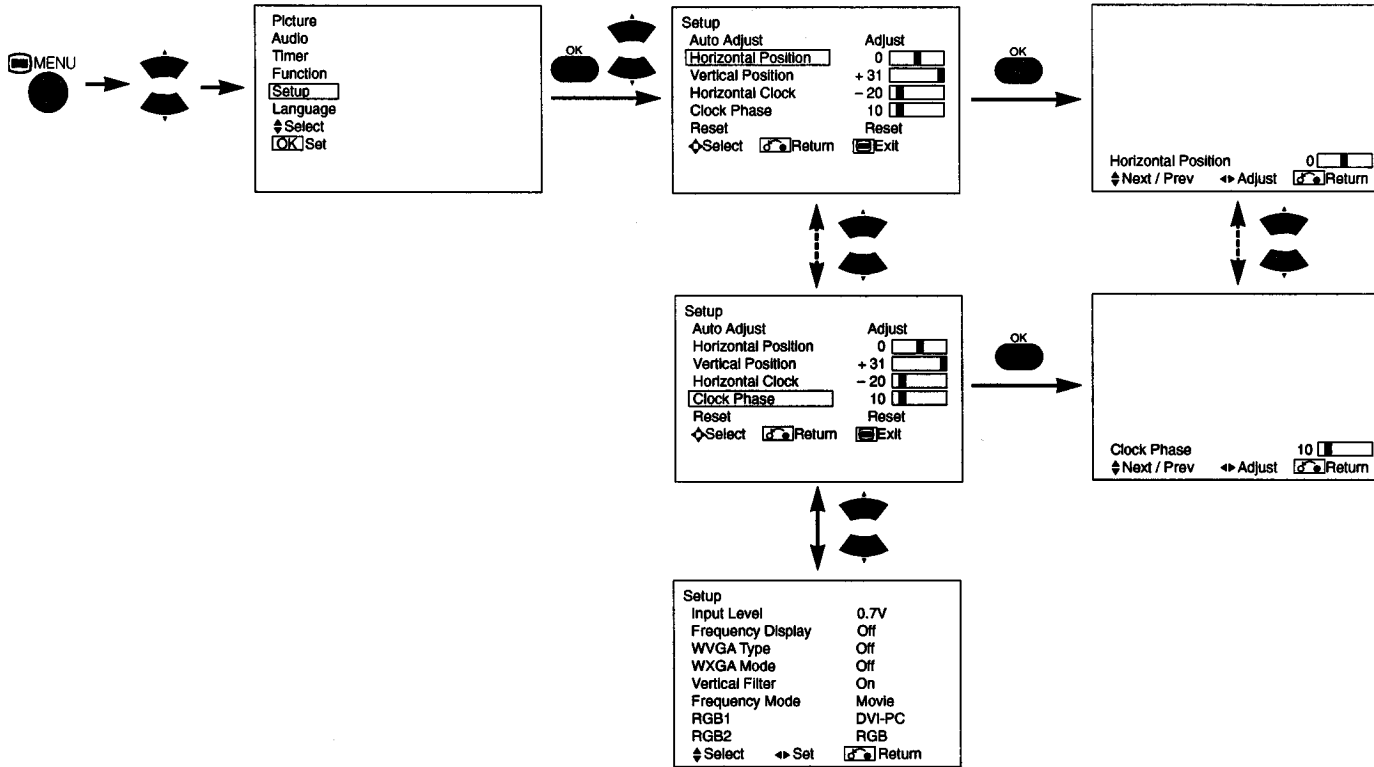 MENU
Picture
Audio
Timer
Function
Setup
Language
Select
OK Set
OK
Setup
Auto Adjust Adjust
Horizontal Position 0
Vertical Position + 31
Horizontal Clock – 20
Clock Phase 10
Reset Reset
Select Return Exit
OK
Horizontal Position 0
Next / Prev Adjust Return
Setup
Auto Adjust Adjust
Horizontal Position 0
Vertical Position + 31
Horizontal Clock – 20
Clock Phase 10
Reset Reset
Select Return Exit
OK
Clock Phase 10
Next / Prev Adjust Return
Setup
Input Level 0.7V
Frequency Display Off
WVGA Type Off
WXGA Mode Off
Vertical Filter On
Frequency Mode Movie
RGB1 DVI-PC
RGB2 RGB
Select Set Return